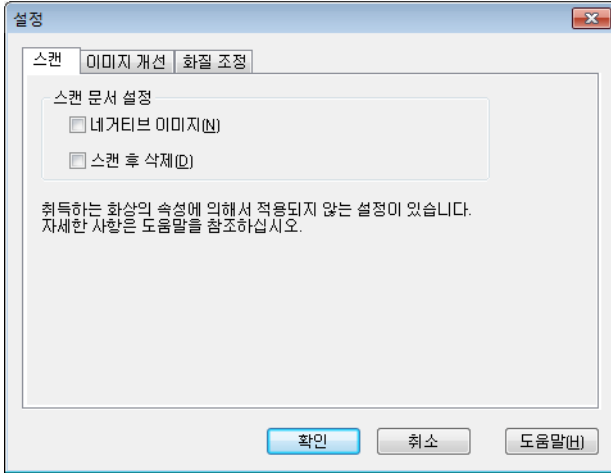 설정
스캔
이미지 개선
화질 조정
스캔 문서 설정
네거티브 이미지(N)
스캔 후 삭제(D)
취득하는 화상의 속성에 의해서 적용되지 않는 설정이 있습니다.
자세한 사항은 도움말을 참조하십시오.
확인
취소
도움말(H)